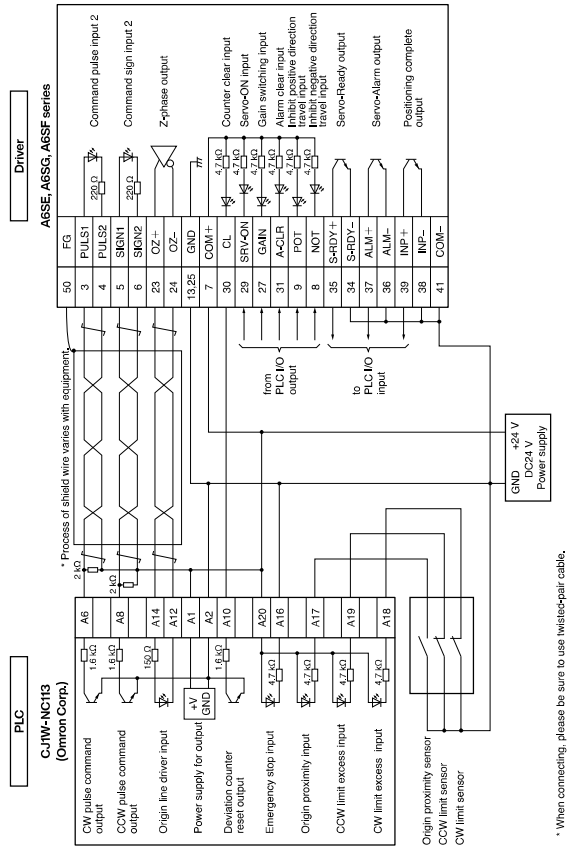 PLC
CJ1W-NC113
(Omron Corp.)
Driver
A6SE, A6SG, A6SF series
CW pulse command
output
CCW pulse command
output
Origin line driver input
Power supply for output
Deviation counter
reset output
Emergency stop input
Origin proximity input
CCW limit excess input
CW limit excess input
1.6 kΩ
1.6 kΩ
150 Ω
+V
GND
1.6 kΩ
4.7 kΩ
4.7 kΩ
4.7 kΩ
4.7 kΩ
A6
A8
A14
A12
A1
A2
A10
A20
A16
A17
A19
A18
2 kΩ
2 kΩ
* Process of shield wire varies with equipment.
50 FG
3 PULS1
4 PULS2
5 SIGN1
6 SIGN2
23 OZ+
24 OZ-
13,25 GND
7 COM+
30 CL
29 SRV-ON
27 GAIN
31 A-CLR
9 POT
8 NOT
35 S-RDY+
34 S-RDY-
37 ALM+
36 ALM-
39 INP+
38 INP-
41 COM-
220 Ω
220 Ω
4.7 kΩ
4.7 kΩ
4.7 kΩ
4.7 kΩ
4.7 kΩ
4.7 kΩ
Command pulse input 2
Command sign input 2
Z-phase output
Counter clear input
Servo-ON input
Gain switching input
Alarm clear input
Inhibit positive direction
travel input
Inhibit negative direction
travel input
Servo-Ready output
Servo-Alarm output
Positioning complete
output
from
PLC I/O
output
to
PLC I/O
input
GND +24 V
DC24 V
Power supply
Origin proximity sensor
CCW limit sensor
CW limit sensor
* When connecting, please be sure to use twisted-pair cable.